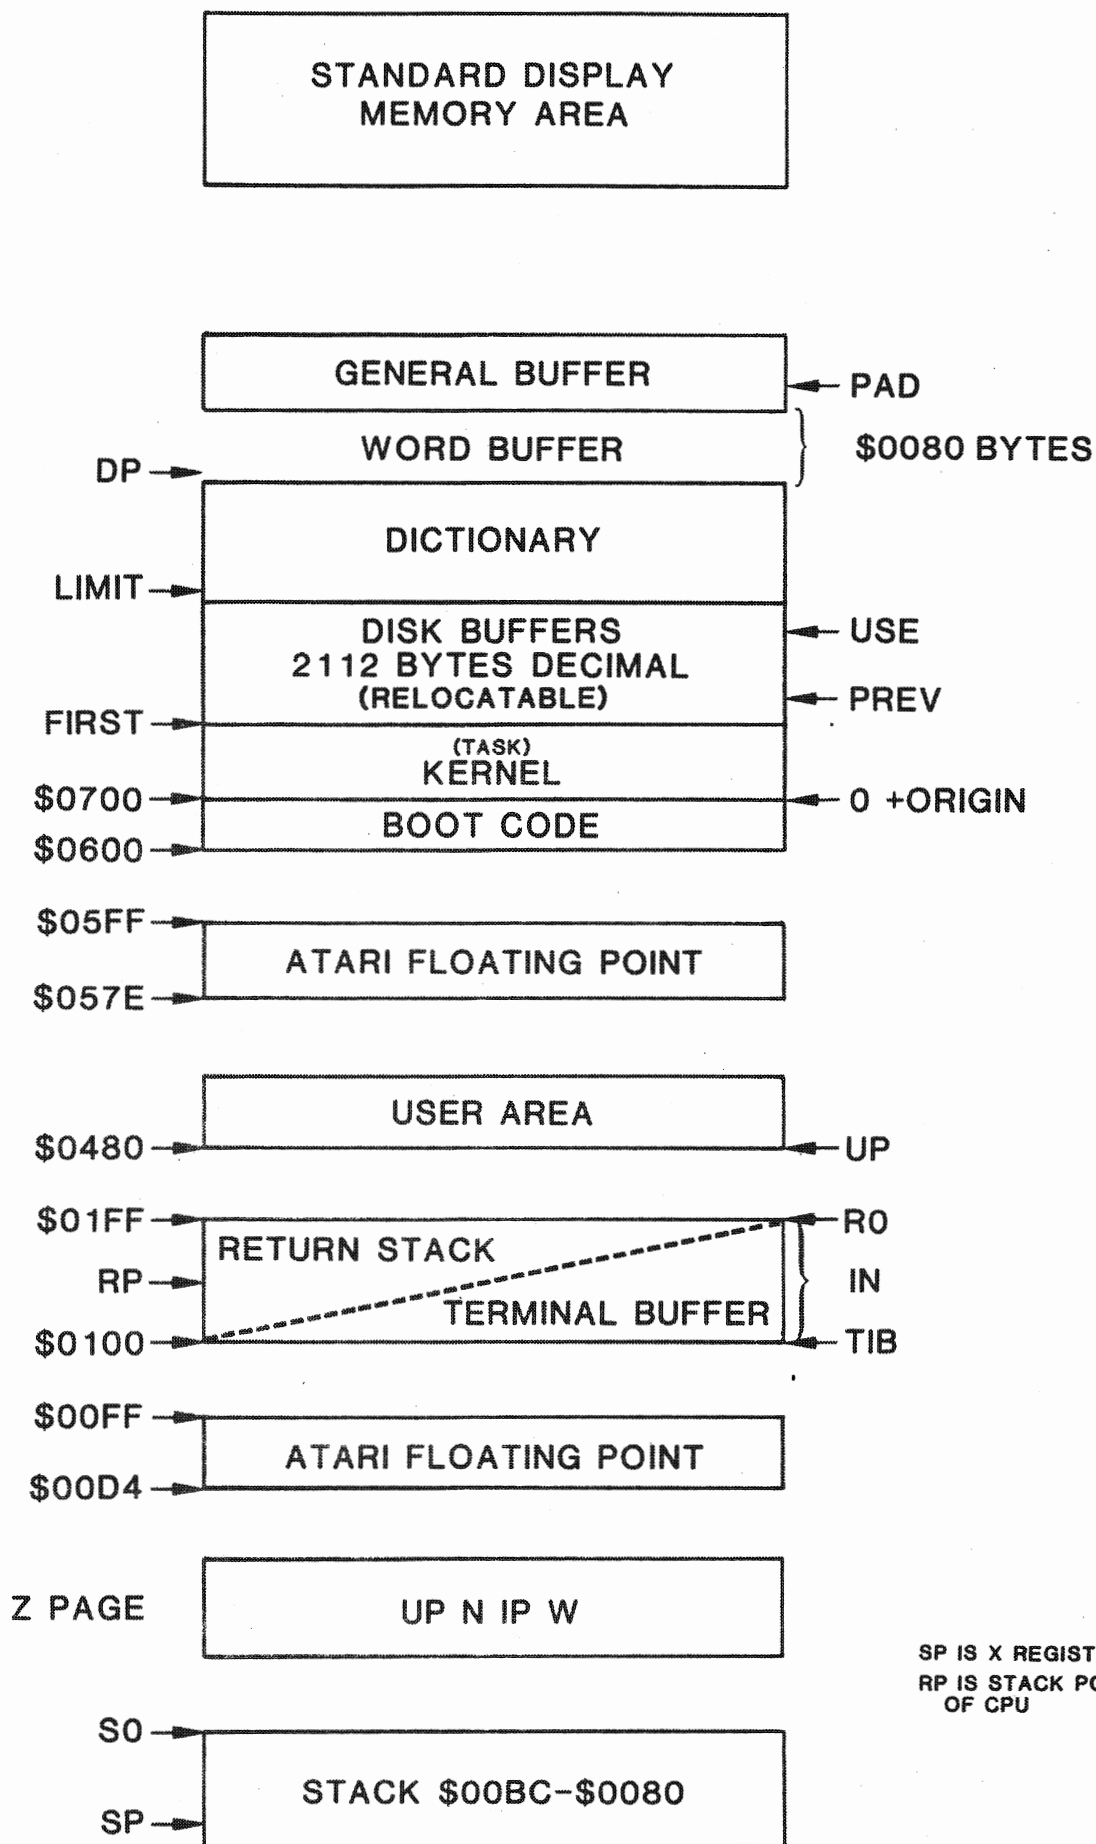 STANDARD DISPLAY
MEMORY AREA
GENERAL BUFFER
PAD
WORD BUFFER
$0080 BYTES
DP
DICTIONARY
LIMIT
DISK BUFFERS
USE
2112 BYTES DECIMAL
(RELOCATABLE)
PREV
FIRST
(TASK)
KERNEL
$0700
0 +ORIGIN
BOOT CODE
$0600
$05FF
ATARI FLOATING POINT
$057E
USER AREA
$0480
UP
$01FF
R0
RETURN STACK
RP
IN
TERMINAL BUFFER
$0100
TIB
$00FF
ATARI FLOATING POINT
$00D4
Z PAGE
UP N IP W
SP IS X REGIST
RP IS STACK PO
OF CPU
S0
STACK $00BC-$0080
SP